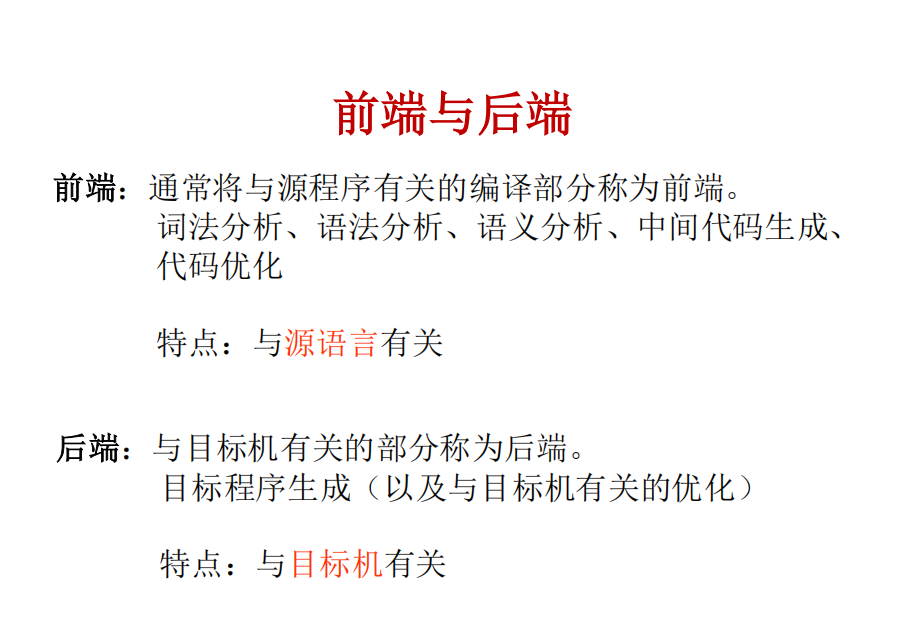 前端与后端
前端：通常将与源程序有关的编译部分称为前端。
词法分析、语法分析、语义分析、中间代码生成、
代码优化
特点：与源语言有关
后端：与目标机有关的部分称为后端。
目标程序生成（以及与目标机有关的优化）
特点：与目标机有关